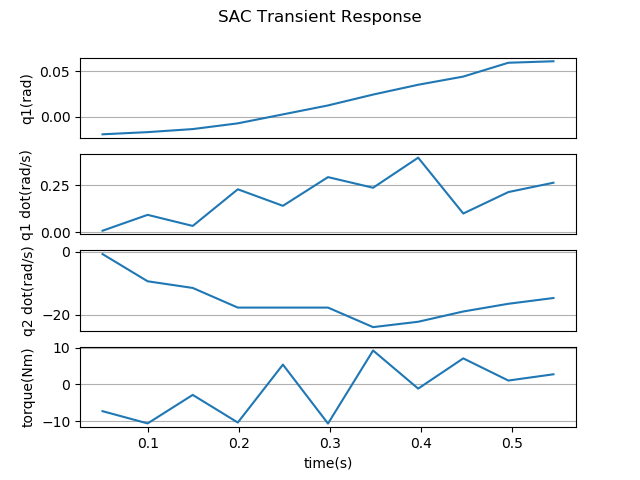 SAC Transient Response
q1(rad)
0.05
0.00
q1 dot(rad/s)
0.25
0.00
q2 dot(rad/s)
0
−20
torque(Nm)
10
0
−10
0.1 0.2 0.3 0.4 0.5
time(s)